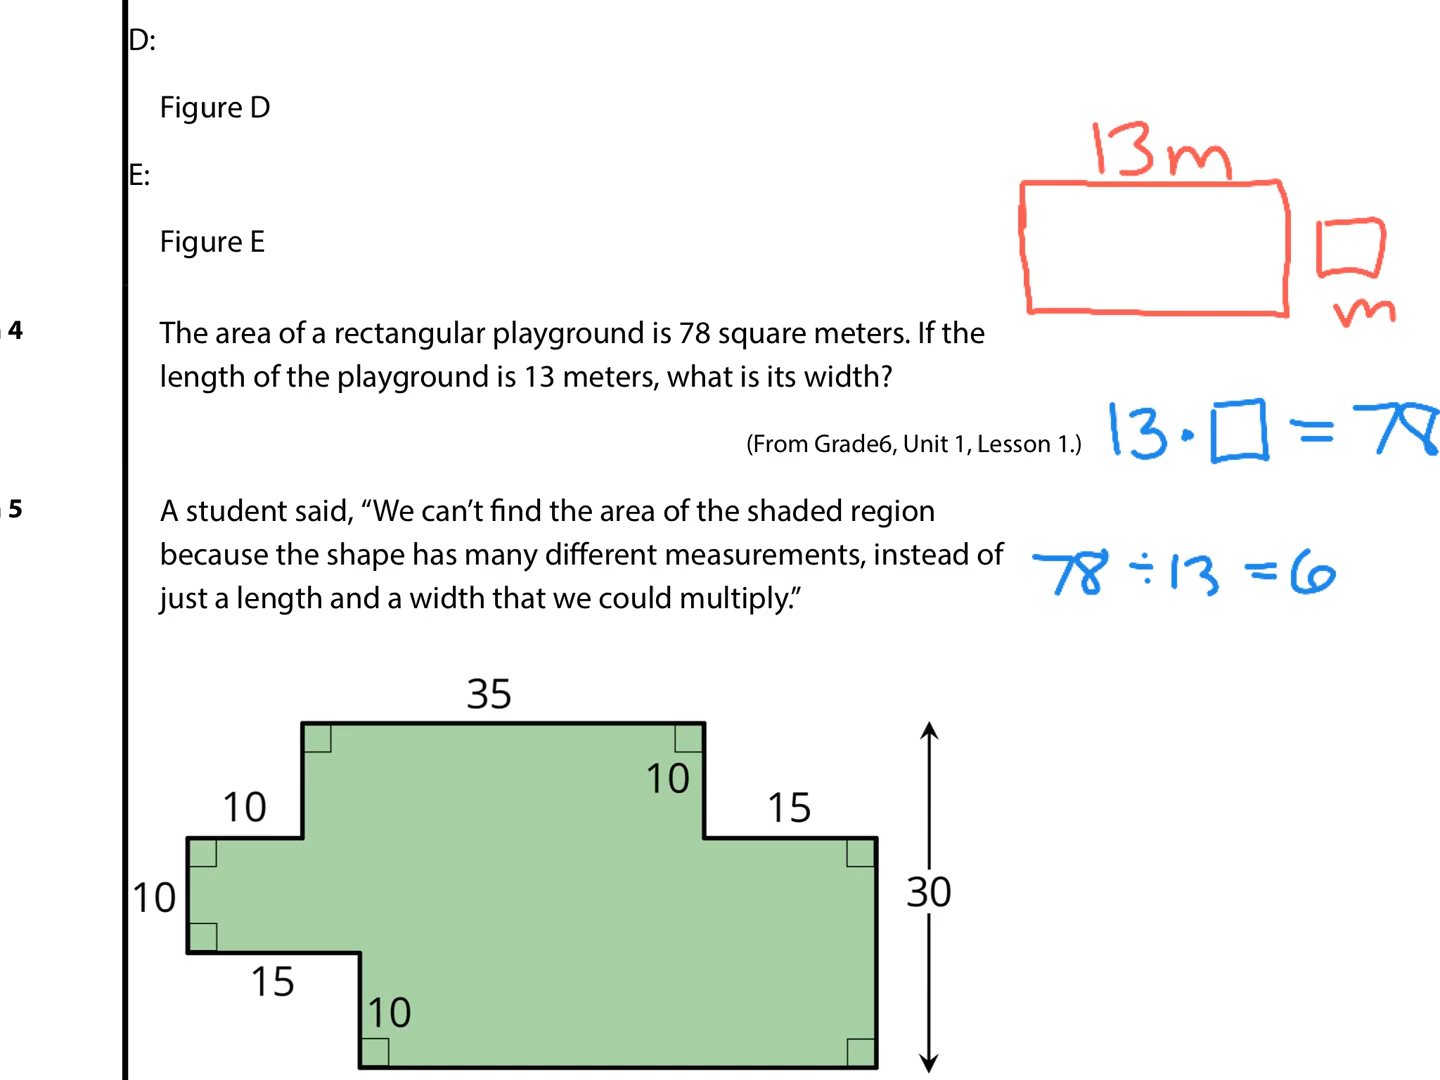 D:
Figure D
13 m
E:
Figure E
m
4
The area of a rectangular playground is 78 square meters. If the
length of the playground is 13 meters, what is its width?
(From Grade6, Unit 1, Lesson 1.)
13 · □ = 78
5
A student said, “We can’t find the area of the shaded region
because the shape has many different measurements, instead of
just a length and a width that we could multiply.”
78 ÷ 13 = 6
35
10
10
15
10
30
15
10